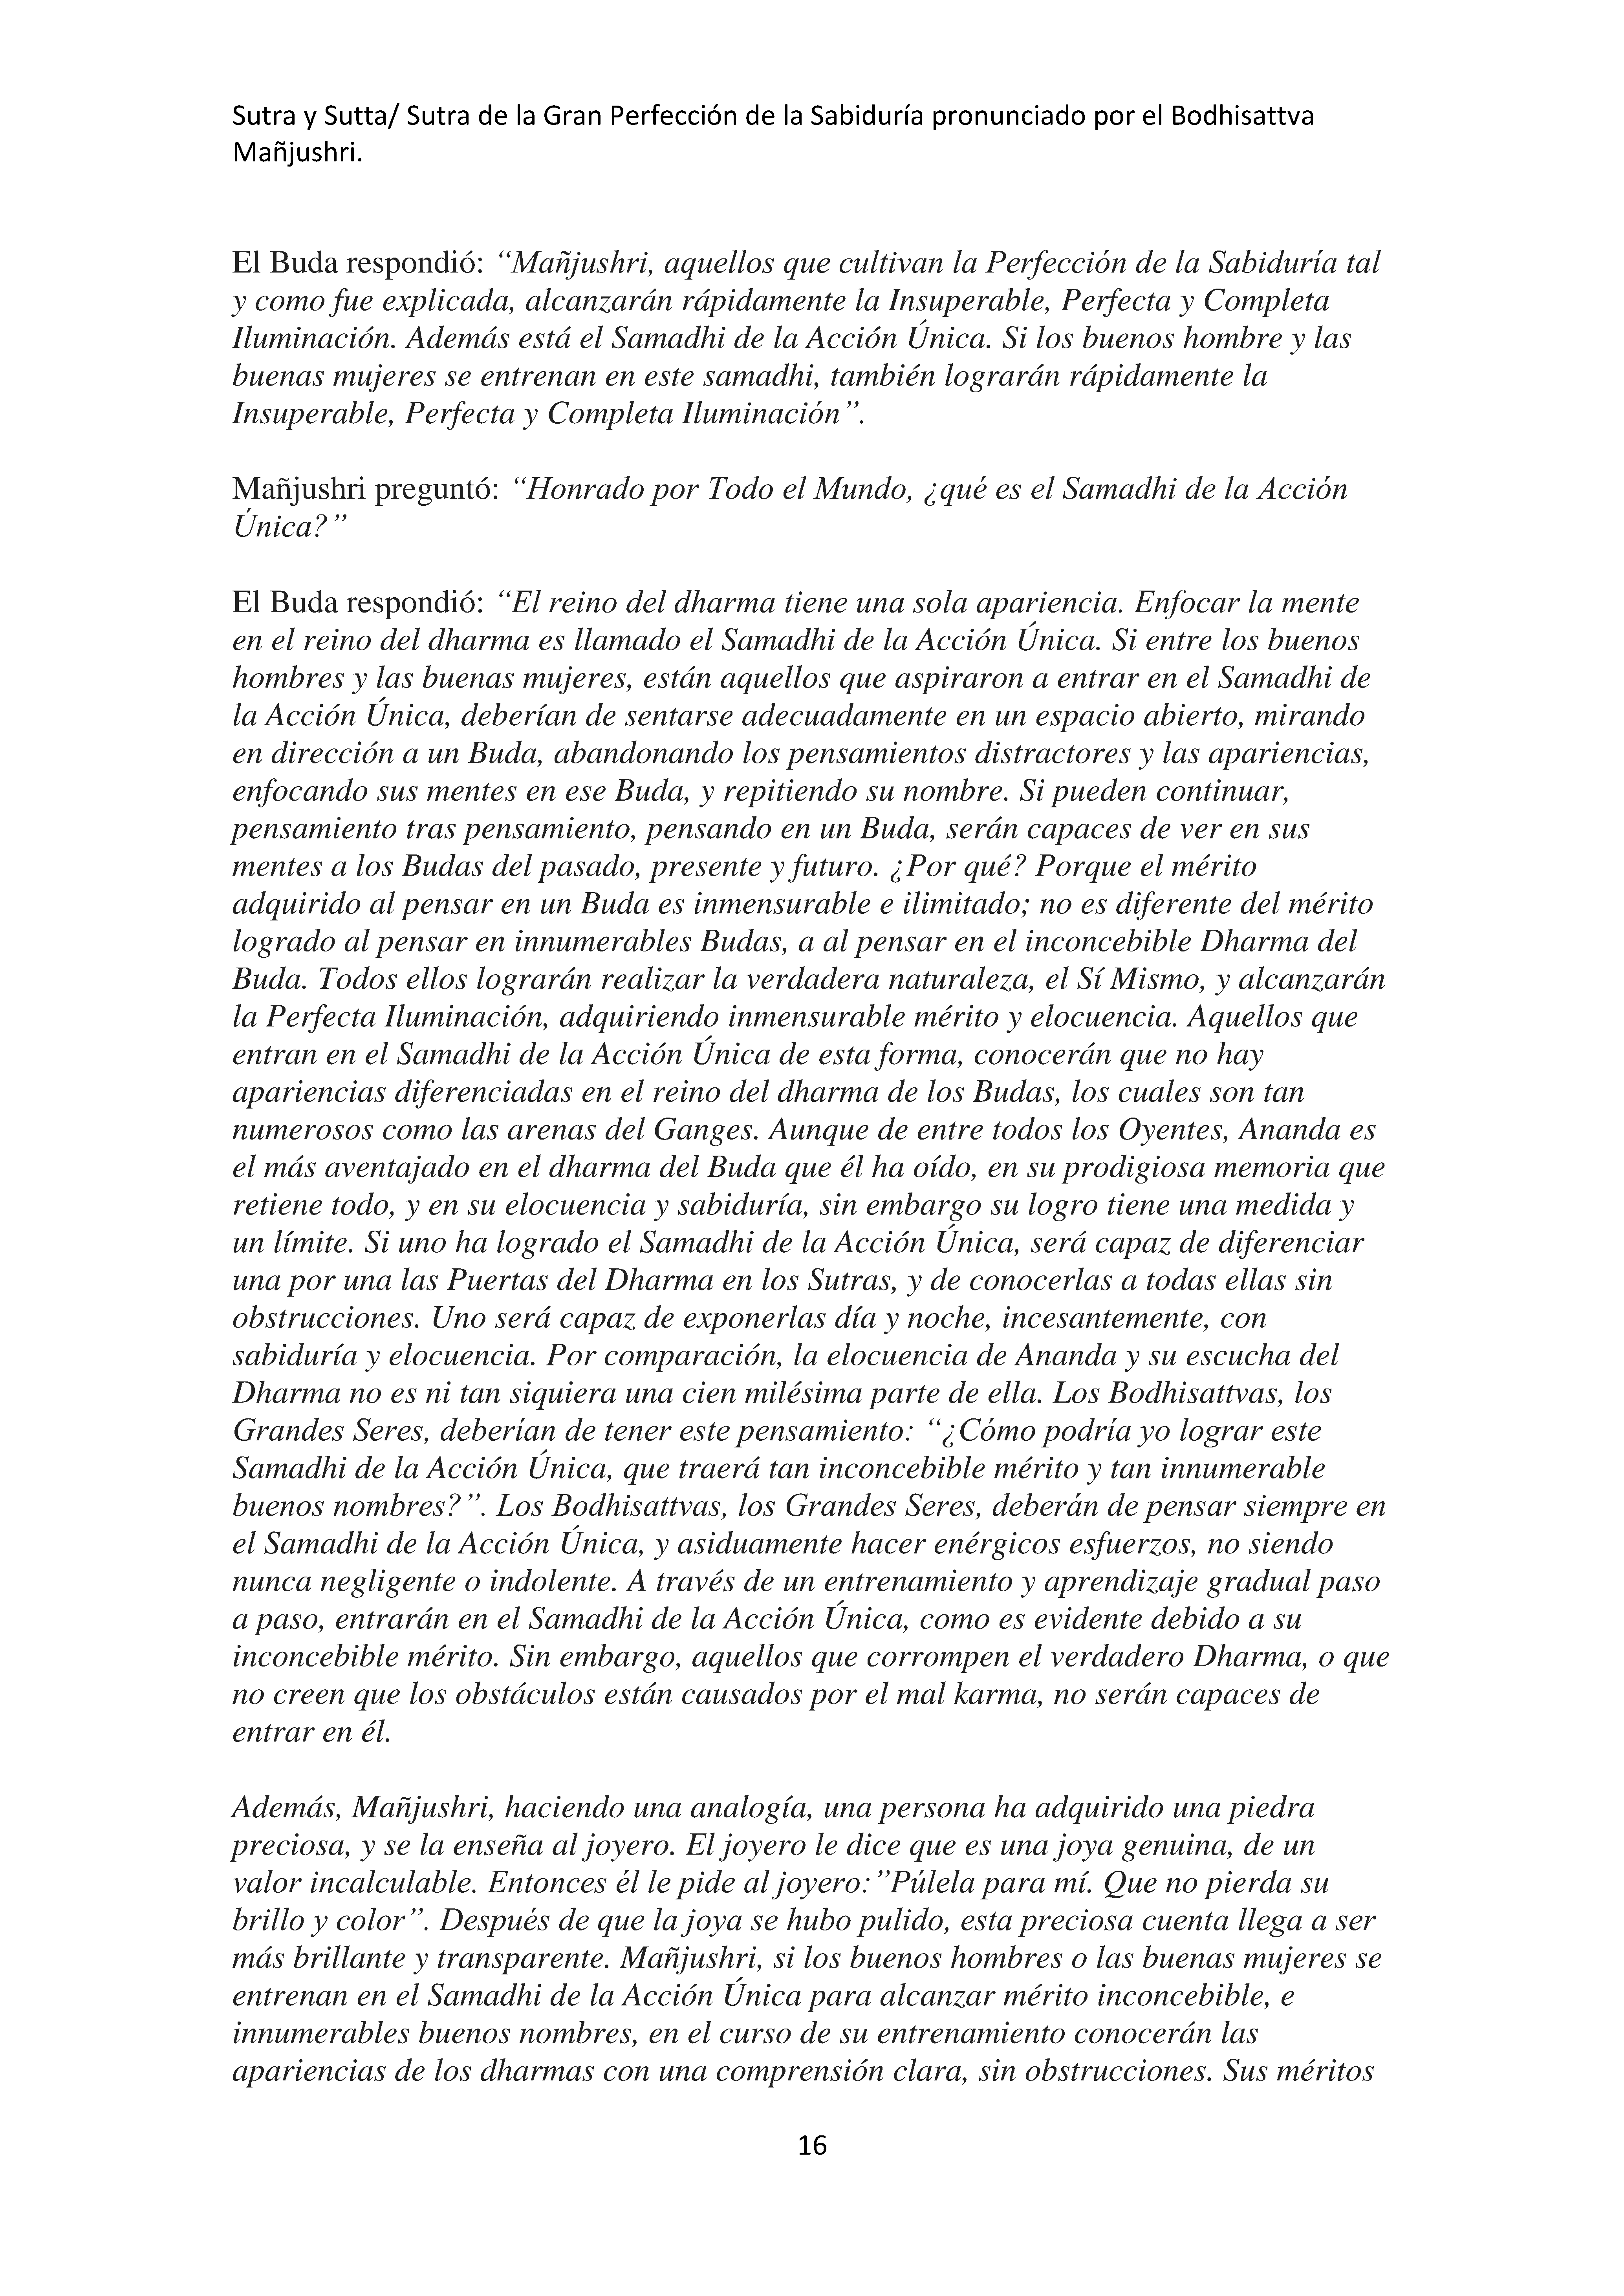 Sutra y Sutta/ Sutra de la Gran Perfección de la Sabiduría pronunciado por el Bodhisattva
Mañjushri.
El Buda respondió: “Mañjushri, aquellos que cultivan la Perfección de la Sabiduría tal
y como fue explicada, alcanzarán rápidamente la Insuperable, Perfecta y Completa
Iluminación. Además está el Samadhi de la Acción Única. Si los buenos hombre y las
buenas mujeres se entrenan en este samadhi, también lograrán rápidamente la
Insuperable, Perfecta y Completa Iluminación”.
Mañjushri preguntó: “Honrado por Todo el Mundo, ¿qué es el Samadhi de la Acción
Única?”
El Buda respondió: “El reino del dharma tiene una sola apariencia. Enfocar la mente
en el reino del dharma es llamado el Samadhi de la Acción Única. Si entre los buenos
hombres y las buenas mujeres, están aquellos que aspiraron a entrar en el Samadhi de
la Acción Única, deberían de sentarse adecuadamente en un espacio abierto, mirando
en dirección a un Buda, abandonando los pensamientos distractores y las apariencias,
enfocando sus mentes en ese Buda, y repitiendo su nombre. Si pueden continuar,
pensamiento tras pensamiento, pensando en un Buda, serán capaces de ver en sus
mentes a los Budas del pasado, presente y futuro. ¿Por qué? Porque el mérito
adquirido al pensar en un Buda es inmensurable e ilimitado; no es diferente del mérito
logrado al pensar en innumerables Budas, a al pensar en el inconcebible Dharma del
Buda. Todos ellos lograrán realizar la verdadera naturaleza, el Sí Mismo, y alcanzarán
la Perfecta Iluminación, adquiriendo inmensurable mérito y elocuencia. Aquellos que
entran en el Samadhi de la Acción Única de esta forma, conocerán que no hay
apariencias diferenciadas en el reino del dharma de los Budas, los cuales son tan
numerosos como las arenas del Ganges. Aunque de entre todos los Oyentes, Ananda es
el más aventajado en el dharma del Buda que él ha oído, en su prodigiosa memoria que
retiene todo, y en su elocuencia y sabiduría, sin embargo su logro tiene una medida y
un límite. Si uno ha logrado el Samadhi de la Acción Única, será capaz de diferenciar
una por una las Puertas del Dharma en los Sutras, y de conocerlas a todas ellas sin
obstrucciones. Uno será capaz de exponerlas día y noche, incesantemente, con
sabiduría y elocuencia. Por comparación, la elocuencia de Ananda y su escucha del
Dharma no es ni tan siquiera una cien milésima parte de ella. Los Bodhisattvas, los
Grandes Seres, deberían de tener este pensamiento: “¿Cómo podría yo lograr este
Samadhi de la Acción Única, que traerá tan inconcebible mérito y tan innumerable
buenos nombres?”. Los Bodhisattvas, los Grandes Seres, deberán de pensar siempre en
el Samadhi de la Acción Única, y asiduamente hacer enérgicos esfuerzos, no siendo
nunca negligente o indolente. A través de un entrenamiento y aprendizaje gradual paso
a paso, entrarán en el Samadhi de la Acción Única, como es evidente debido a su
inconcebible mérito. Sin embargo, aquellos que corrompen el verdadero Dharma, o que
no creen que los obstáculos están causados por el mal karma, no serán capaces de
entrar en él.
Además, Mañjushri, haciendo una analogía, una persona ha adquirido una piedra
preciosa, y se la enseña al joyero. El joyero le dice que es una joya genuina, de un
valor incalculable. Entonces él le pide al joyero:”Púlela para mí. Que no pierda su
brillo y color”. Después de que la joya se hubo pulido, esta preciosa cuenta llega a ser
más brillante y transparente. Mañjushri, si los buenos hombres o las buenas mujeres se
entrenan en el Samadhi de la Acción Única para alcanzar mérito inconcebible, e
innumerables buenos nombres, en el curso de su entrenamiento conocerán las
apariencias de los dharmas con una comprensión clara, sin obstrucciones. Sus méritos
16